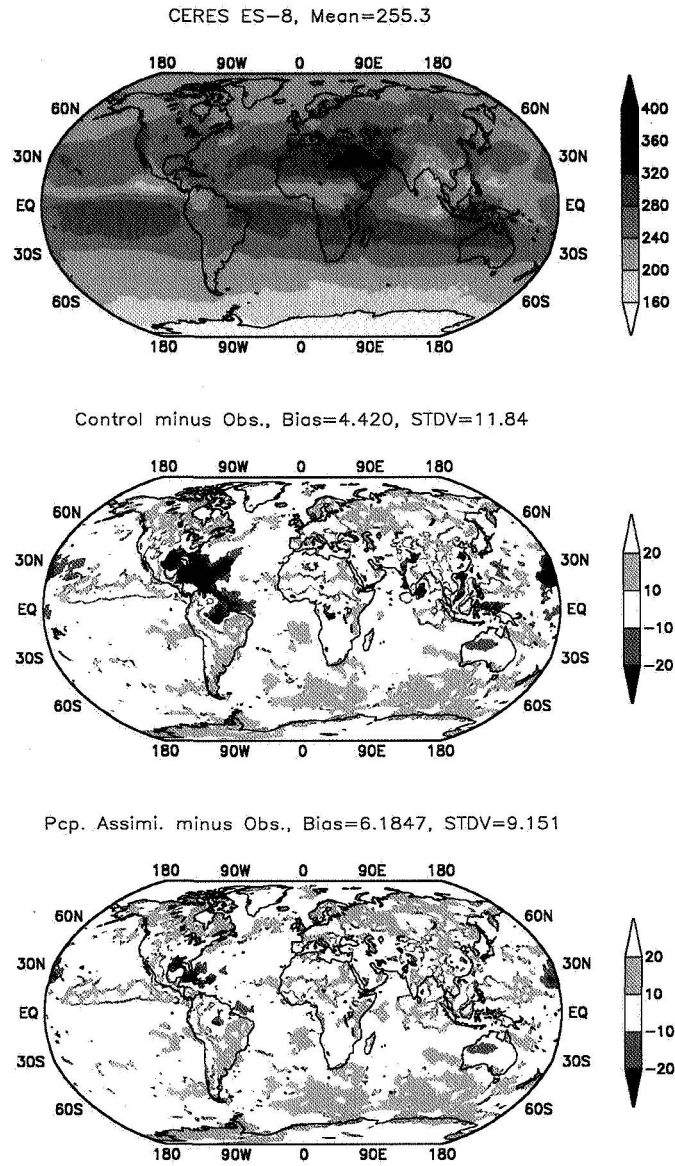 CERES ES-8, Mean=255.3
180 90W 0 90E 180
60N 60N
30N 30N
EQ EQ
30S 30S
60S 60S
180 90W 0 90E 180
400
360
320
280
240
200
160
Control minus Obs., Bias=4.420, STDV=11.84
180 90W 0 90E 180
60N 60N
30N 30N
EQ EQ
30S 30S
60S 60S
180 90W 0 90E 180
20
10
-10
-20
Pcp. Assimi. minus Obs., Bias=6.1847, STDV=9.151
180 90W 0 90E 180
60N 60N
30N 30N
EQ EQ
30S 30S
60S 60S
180 90W 0 90E 180
20
10
-10
-20